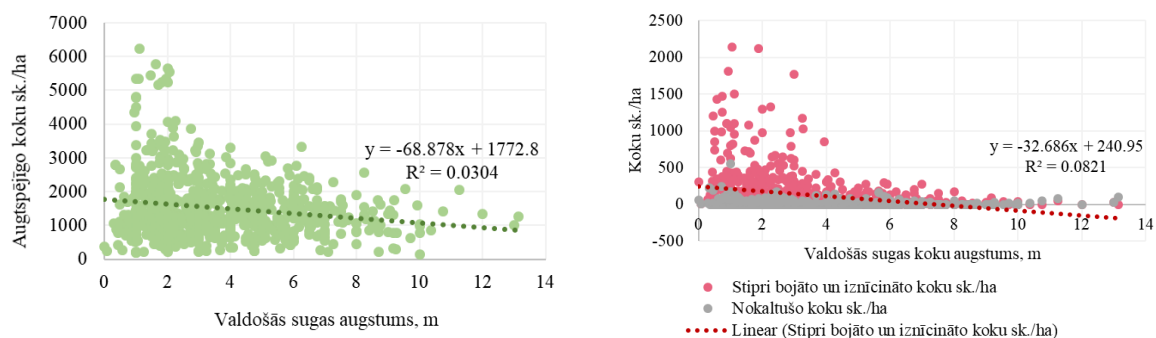 7000
6000
5000
4000
3000
2000
1000
0
Augtspējīgo koku sk./ha
y = -68.878x + 1772.8
R² = 0.0304
0 2 4 6 8 10 12 14
Valdošās sugas augstums, m
2500
2000
1500
1000
500
0
-500
Koku sk./ha
y = -32.686x + 240.95
R² = 0.0821
0 2 4 6 8 10 12 14
Valdošās sugas koku augstums, m
Stipri bojāto un iznīcināto koku sk./ha
Nokaltušo koku sk./ha
Linear (Stipri bojāto un iznīcināto koku sk./ha)